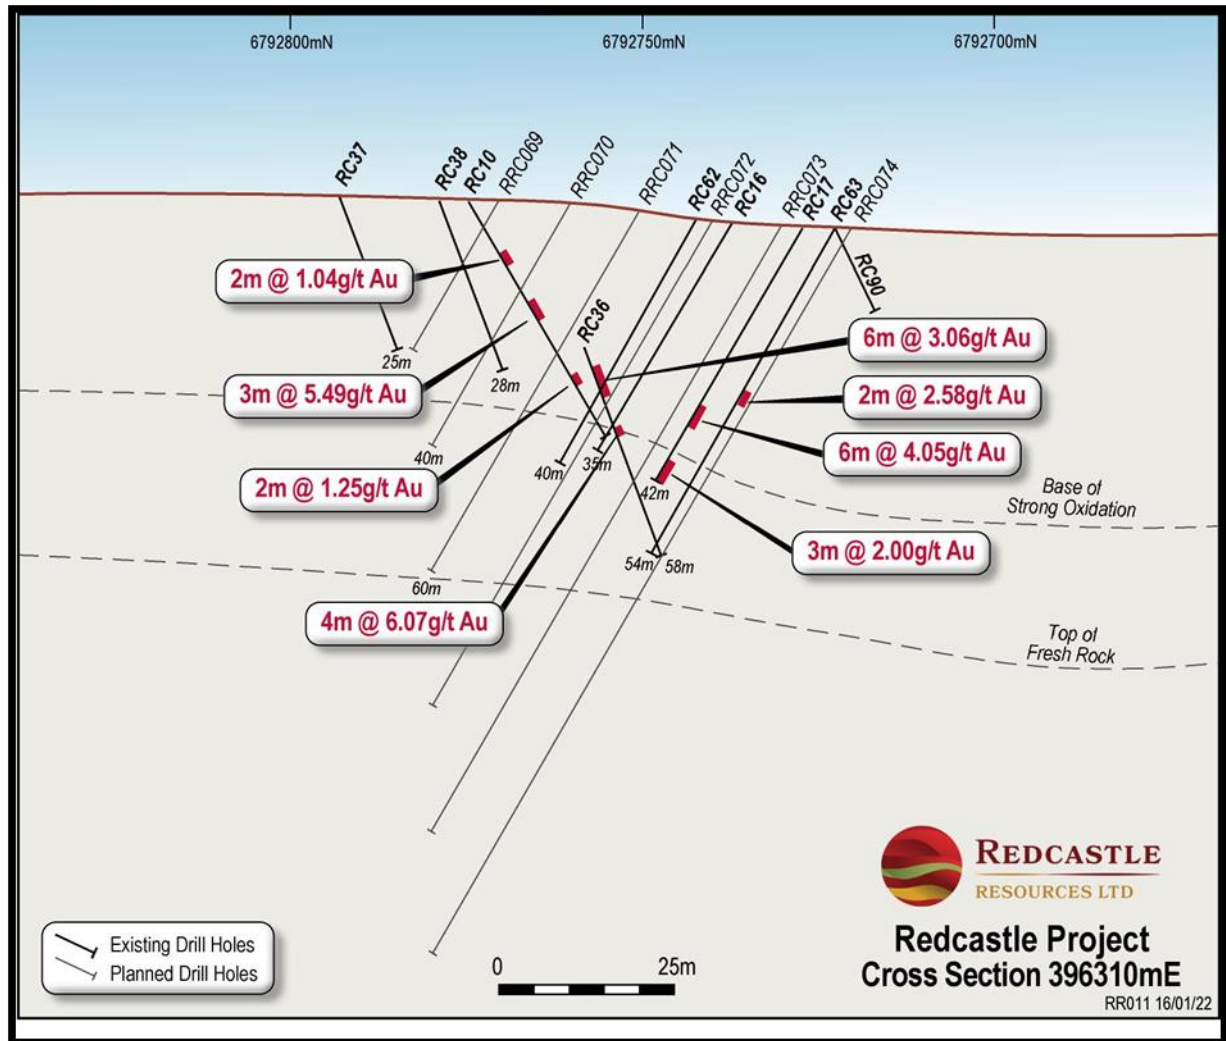 6792800mN
6792750mN
6792700mN
RC37
RC38
RC10
RRC069
RRC070
RRC071
RC62
RRC072
RC16
RRC073
RC17
RC63
RRC074
RC90
RC36
2m @ 1.04g/t Au
3m @ 5.49g/t Au
2m @ 1.25g/t Au
4m @ 6.07g/t Au
6m @ 3.06g/t Au
2m @ 2.58g/t Au
6m @ 4.05g/t Au
3m @ 2.00g/t Au
25m
28m
40m
40m
35m
42m
54m
58m
60m
Base of
Strong Oxidation
Top of
Fresh Rock
REDCASTLE
RESOURCES LTD
Redcastle Project
Cross Section 396310mE
RR011 16/01/22
Existing Drill Holes
Planned Drill Holes
0
25m